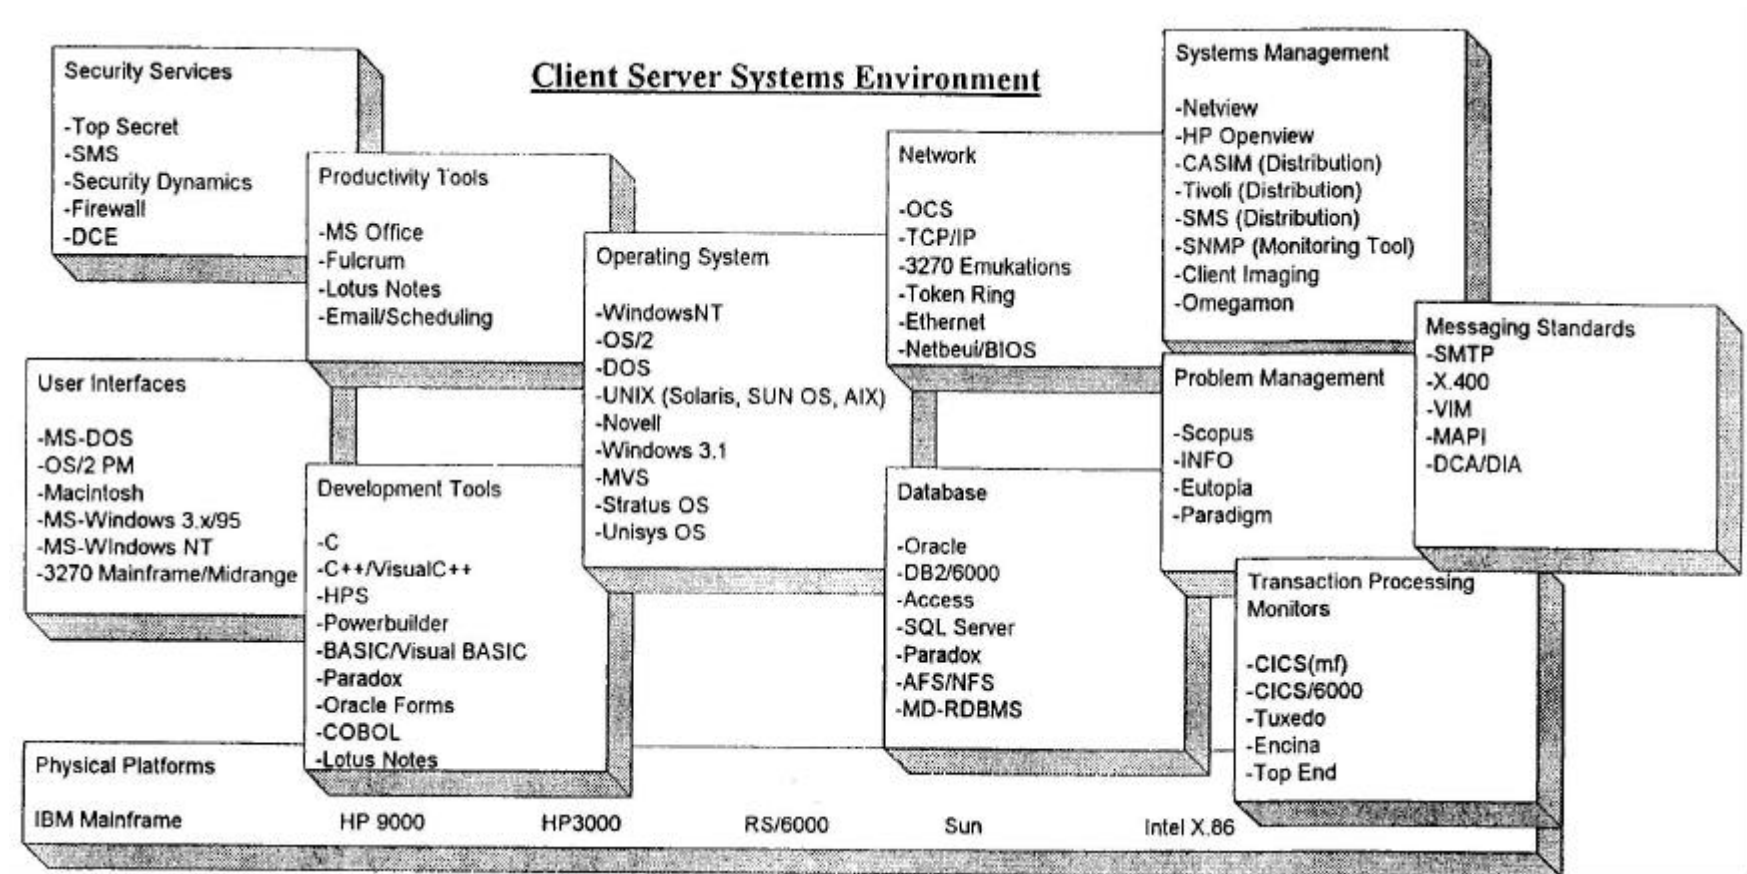 Client Server Systems Environment
Security Services
-Top Secret
-SMS
-Security Dynamics
-Firewall
-DCE
Productivity Tools
-MS Office
-Fulcrum
-Lotus Notes
-Email/Scheduling
Operating System
-WindowsNT
-OS/2
-DOS
-UNIX (Solaris, SUN OS, AIX)
-Novell
-Windows 3.1
-MVS
-Stratus OS
-Unisys OS
Network
-OCS
-TCP/IP
-3270 Emukations
-Token Ring
-Ethernet
-Netbeui/BIOS
Systems Management
-Netview
-HP Openview
-CASIM (Distribution)
-Tivoli (Distribution)
-SMS (Distribution)
-SNMP (Monitoring Tool)
-Client Imaging
-Omegamon
Messaging Standards
-SMTP
-X.400
-VIM
-MAPI
-DCA/DIA
User Interfaces
-MS-DOS
-OS/2 PM
-Macintosh
-MS-Windows 3.x/95
-MS-WIndows NT
-3270 Mainframe/Midrange
Development Tools
-C
-C++/VisualC++
-HPS
-Powerbuilder
-BASIC/Visual BASIC
-Paradox
-Oracle Forms
-COBOL
-Lotus Notes
Database
-Oracle
-DB2/6000
-Access
-SQL Server
-Paradox
-AFS/NFS
-MD-RDBMS
Problem Management
-Scopus
-INFO
-Eutopia
-Paradigm
Transaction Processing
Monitors
-CICS(mf)
-CICS/6000
-Tuxedo
-Encina
-Top End
Physical Platforms
IBM Mainframe HP 9000 HP3000 RS/6000 Sun Intel X.86